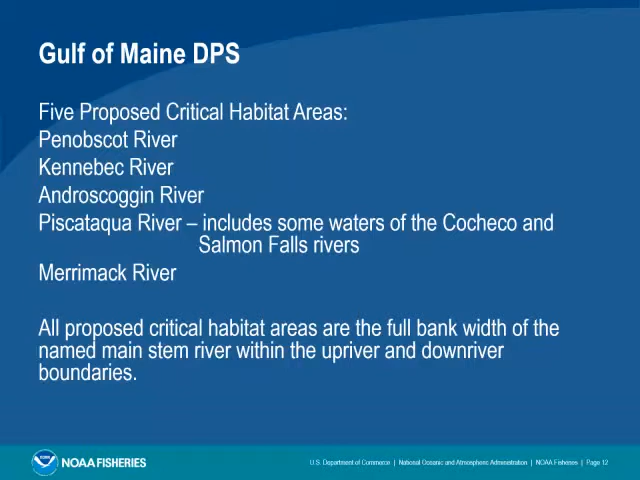 Gulf of Maine DPS
Five Proposed Critical Habitat Areas:
Penobscot River
Kennebec River
Androscoggin River
Piscataqua River – includes some waters of the Cocheco and
Salmon Falls rivers
Merrimack River
All proposed critical habitat areas are the full bank width of the
named main stem river within the upriver and downriver
boundaries.
NOAA FISHERIES
U.S. Department of Commerce | National Oceanic and Atmospheric Administration | NOAA Fisheries | Page 12